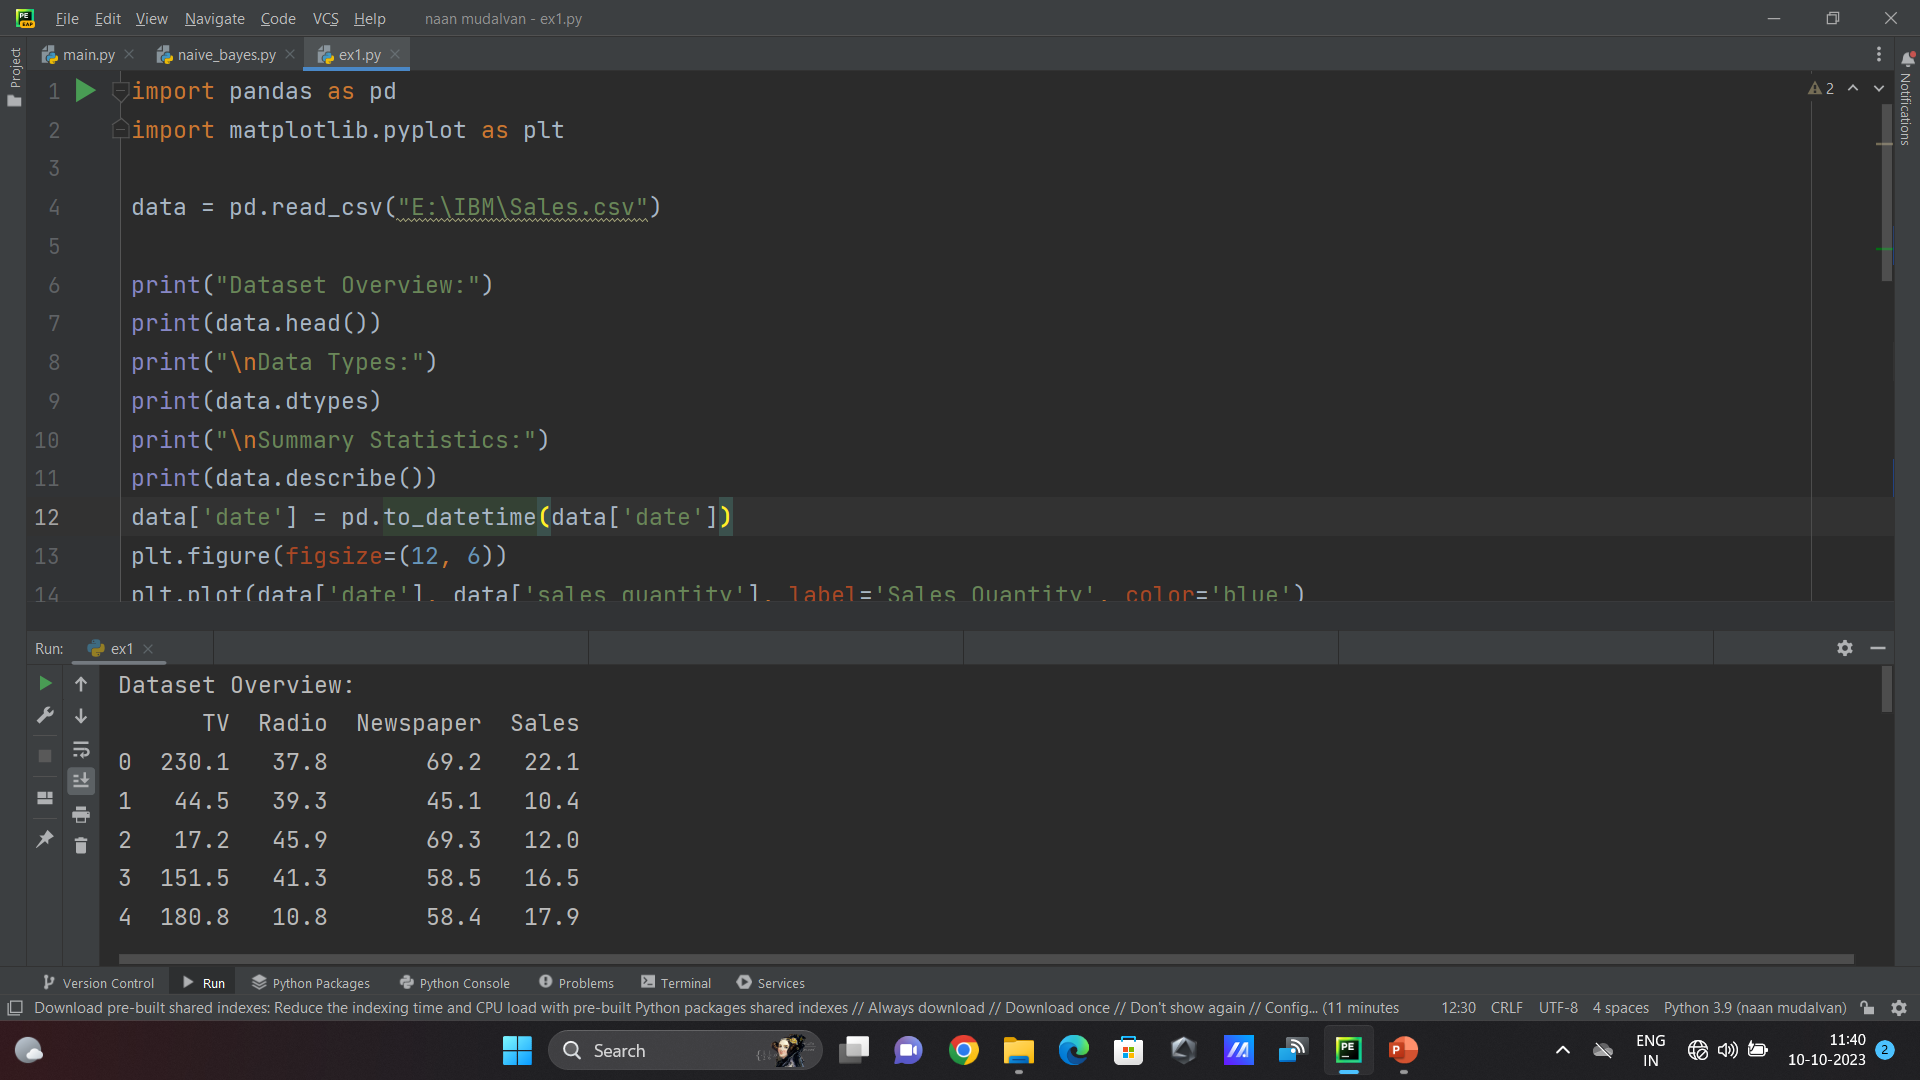 File Edit View Navigate Code VCS Help naan mudalvan - ex1.py
main.py naive_bayes.py ex1.py
Project
Notifications
2
1 import pandas as pd
2 import matplotlib.pyplot as plt
3
4 data = pd.read_csv("E:\IBM\Sales.csv")
5
6 print("Dataset Overview:")
7 print(data.head())
8 print("\nData Types:")
9 print(data.dtypes)
10 print("\nSummary Statistics:")
11 print(data.describe())
12 data['date'] = pd.to_datetime(data['date'])
13 plt.figure(figsize=(12, 6))
14 plt.plot(data['date'], data['sales_quantity'], label='Sales Quantity', color='blue')
Run: ex1
Dataset Overview:
TV Radio Newspaper Sales
0 230.1 37.8 69.2 22.1
1 44.5 39.3 45.1 10.4
2 17.2 45.9 69.3 12.0
3 151.5 41.3 58.5 16.5
4 180.8 10.8 58.4 17.9
Version Control Run Python Packages Python Console Problems Terminal Services
Download pre-built shared indexes: Reduce the indexing time and CPU load with pre-built Python packages shared indexes // Always download // Download once // Don't show again // Config... (11 minutes 12:30 CRLF UTF-8 4 spaces Python 3.9 (naan mudalvan)
Search
ENG
IN
11:40
10-10-2023
2